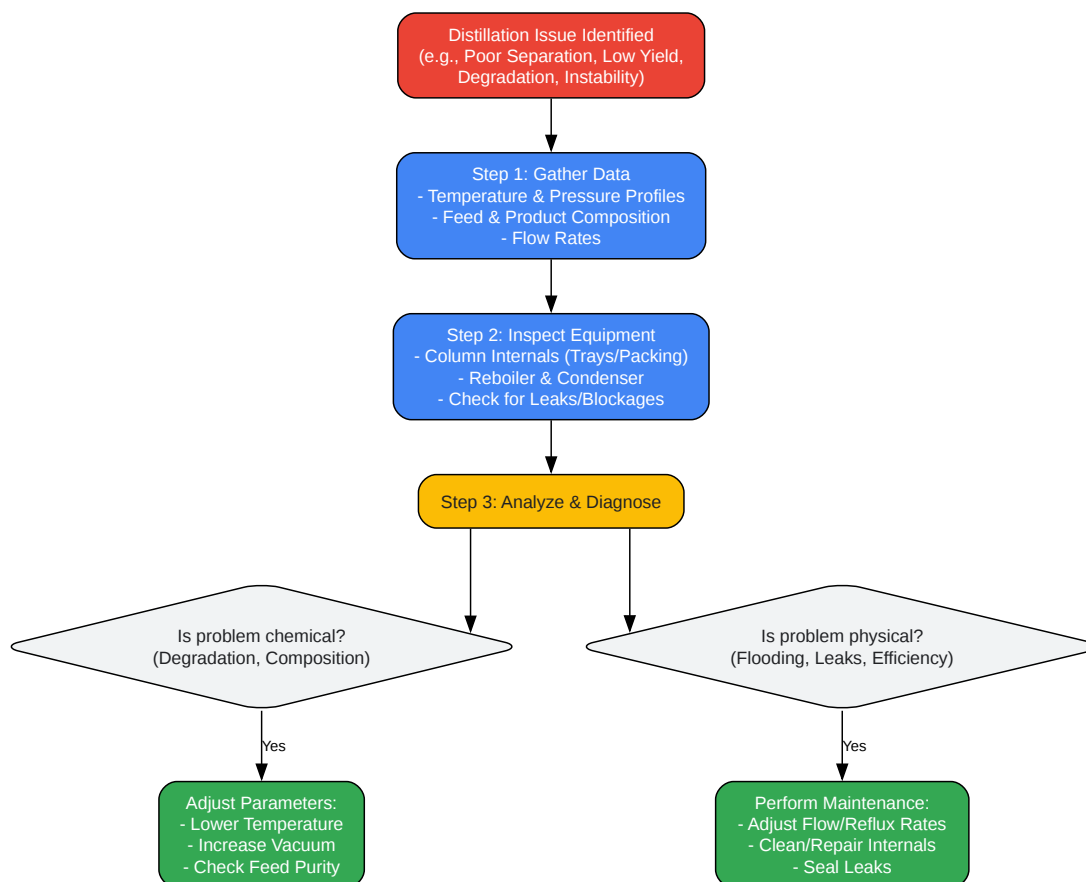 Distillation Issue Identified
(e.g., Poor Separation, Low Yield,
Degradation, Instability)
Step 1: Gather Data
- Temperature & Pressure Profiles
- Feed & Product Composition
- Flow Rates
Step 2: Inspect Equipment
- Column Internals (Trays/Packing)
- Reboiler & Condenser
- Check for Leaks/Blockages
Step 3: Analyze & Diagnose
Is problem chemical?
(Degradation, Composition)
Is problem physical?
(Flooding, Leaks, Efficiency)
Yes
Yes
Adjust Parameters:
- Lower Temperature
- Increase Vacuum
- Check Feed Purity
Perform Maintenance:
- Adjust Flow/Reflux Rates
- Clean/Repair Internals
- Seal Leaks